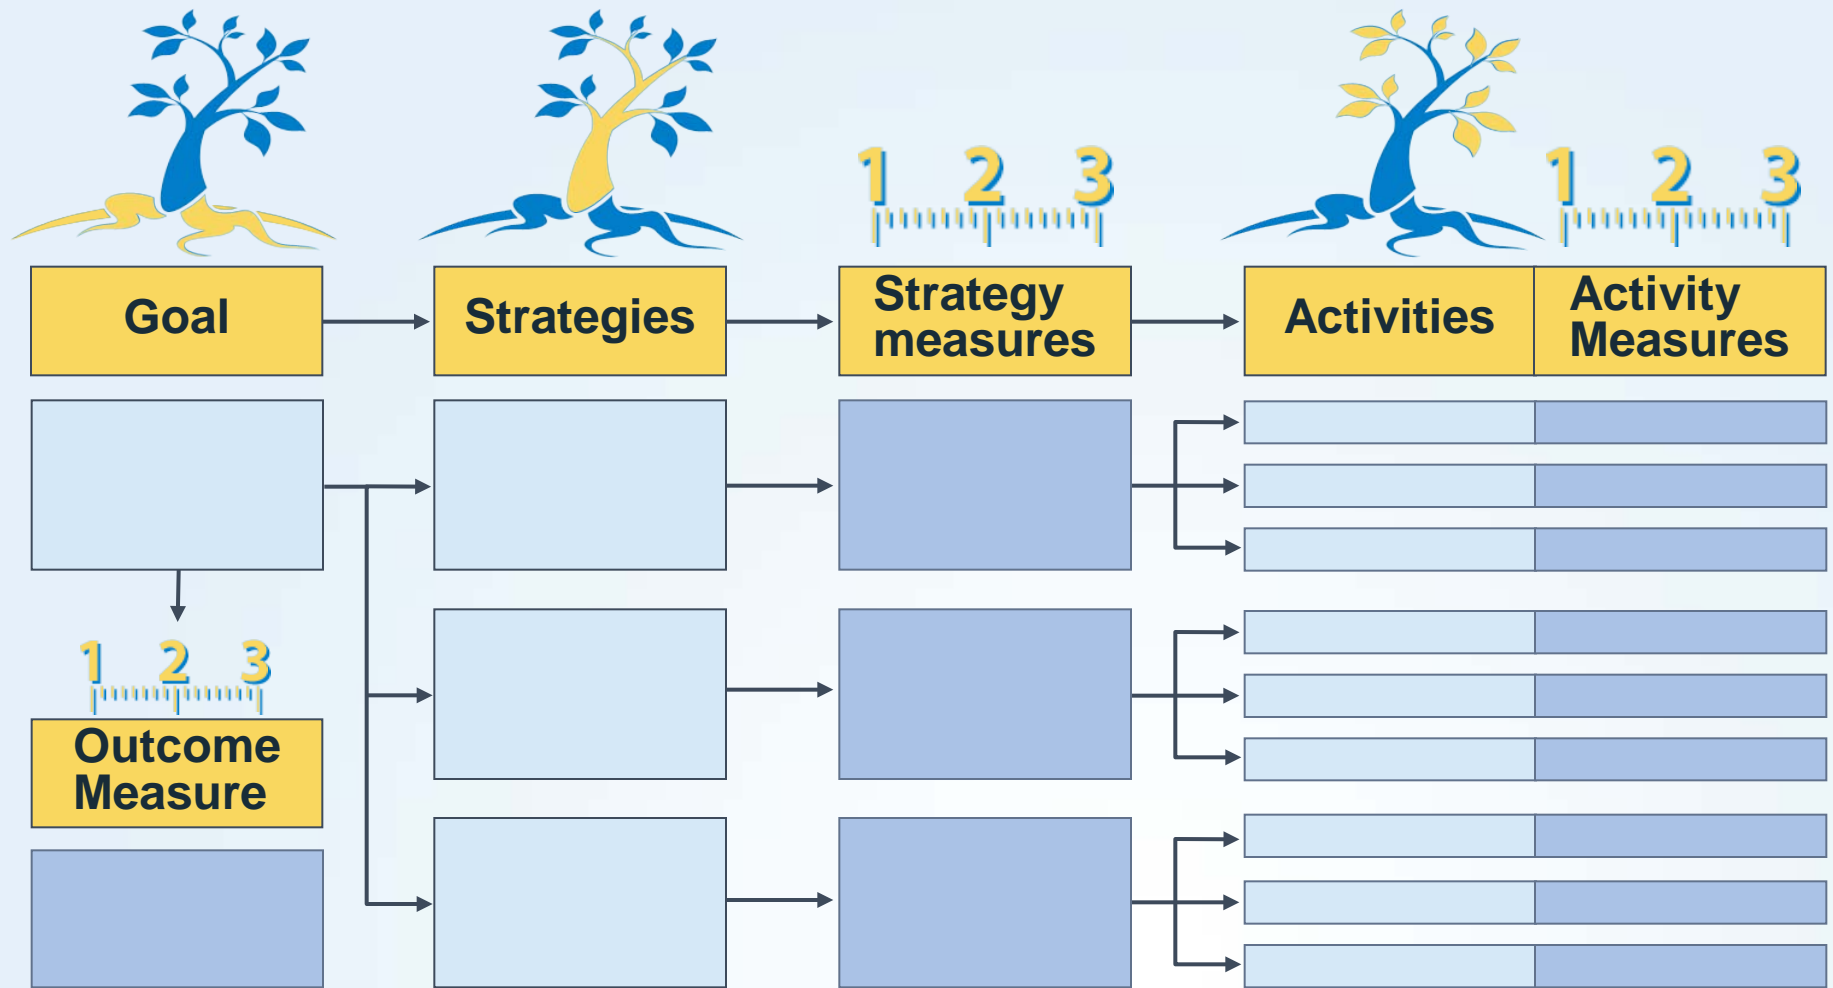 1 2 3
1 2 3
Goal
Strategies
Strategy
measures
Activities
Activity
Measures
1 2 3
Outcome
Measure